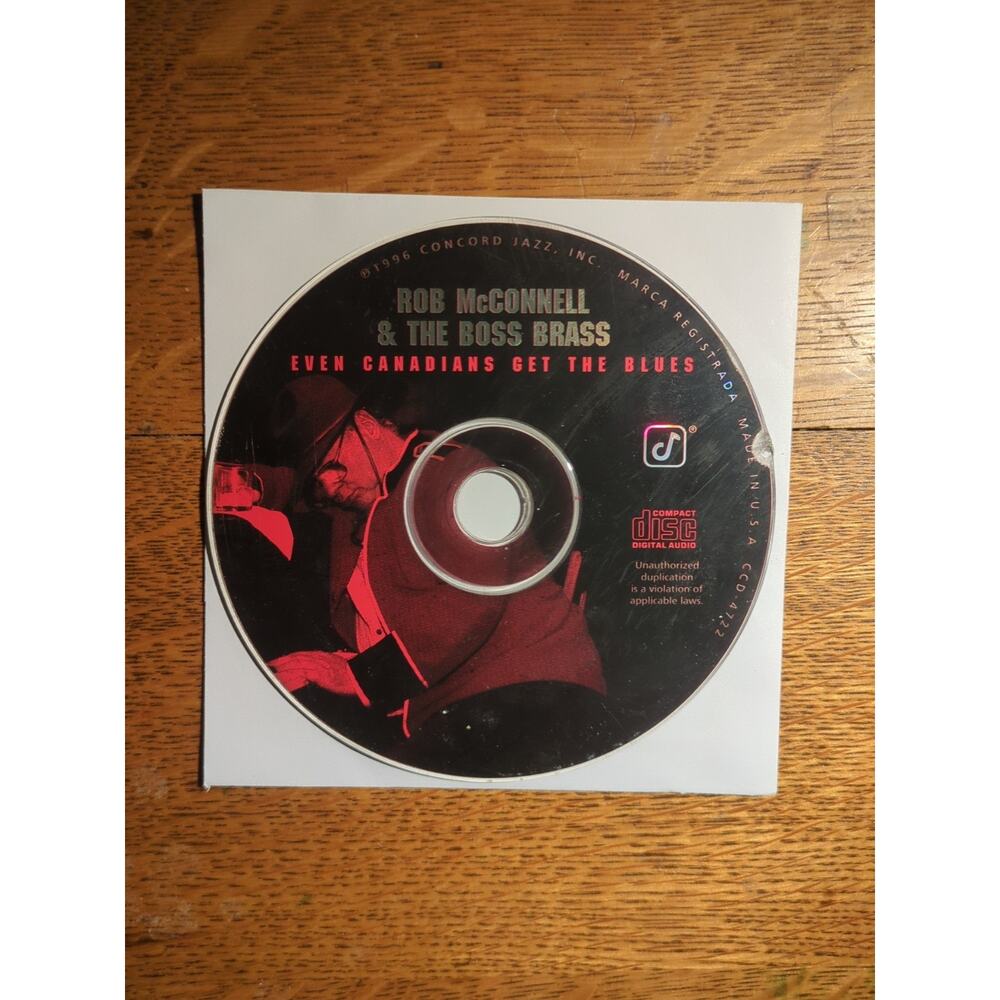 ℗1996 CONCORD JAZZ, INC. MARCA REGISTRADA MADE IN U.S.A CCD-4722
ROB McCONNELL
& THE BOSS BRASS
EVEN CANADIANS GET THE BLUES
®
COMPACT
disc
DIGITAL AUDIO
Unauthorized
duplication
is a violation of
applicable laws.